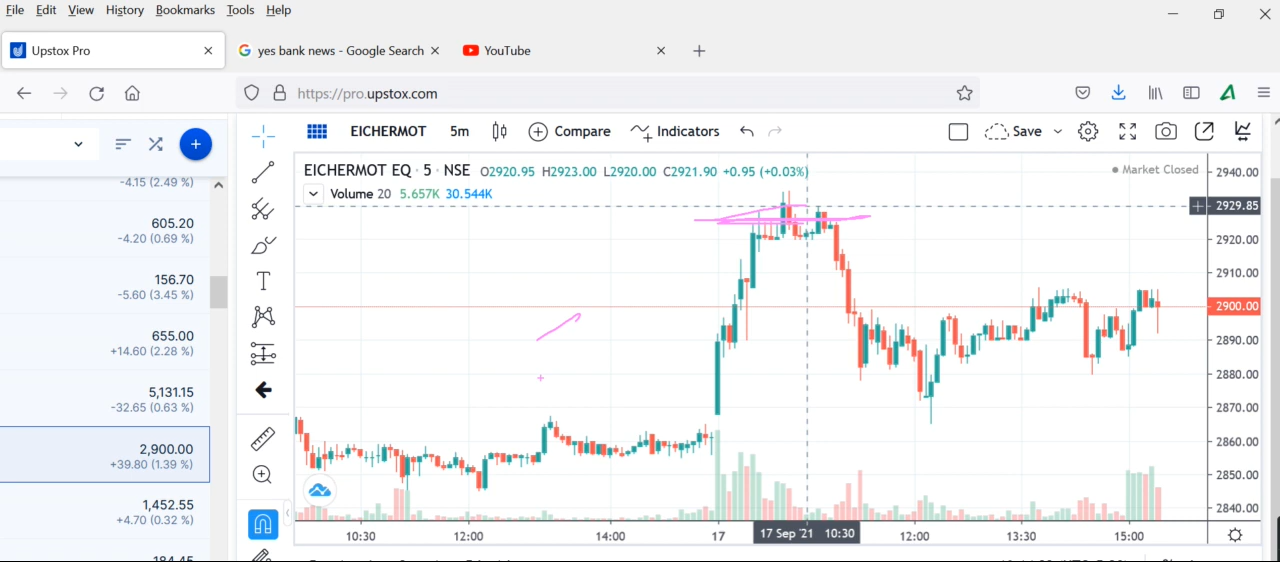 File Edit View History Bookmarks Tools Help
Upstox Pro
yes bank news - Google Search
YouTube
https://pro.upstox.com
EICHERMOT 5m Compare Indicators Save
EICHERMOT EQ · 5 · NSE O2920.95 H2923.00 L2920.00 C2921.90 +0.95 (+0.03%)
Market Closed
Volume 20 5.657K 30.544K
-4.15 (2.49 %)
605.20
-4.20 (0.69 %)
156.70
-5.60 (3.45 %)
655.00
+14.60 (2.28 %)
5,131.15
-32.65 (0.63 %)
2,900.00
+39.80 (1.39 %)
1,452.55
+4.70 (0.32 %)
184.45
2940.00
2929.85
2920.00
2910.00
2900.00
2890.00
2880.00
2870.00
2860.00
2850.00
2840.00
10:30 12:00 14:00 17 17 Sep '21 10:30 12:00 13:30 15:00